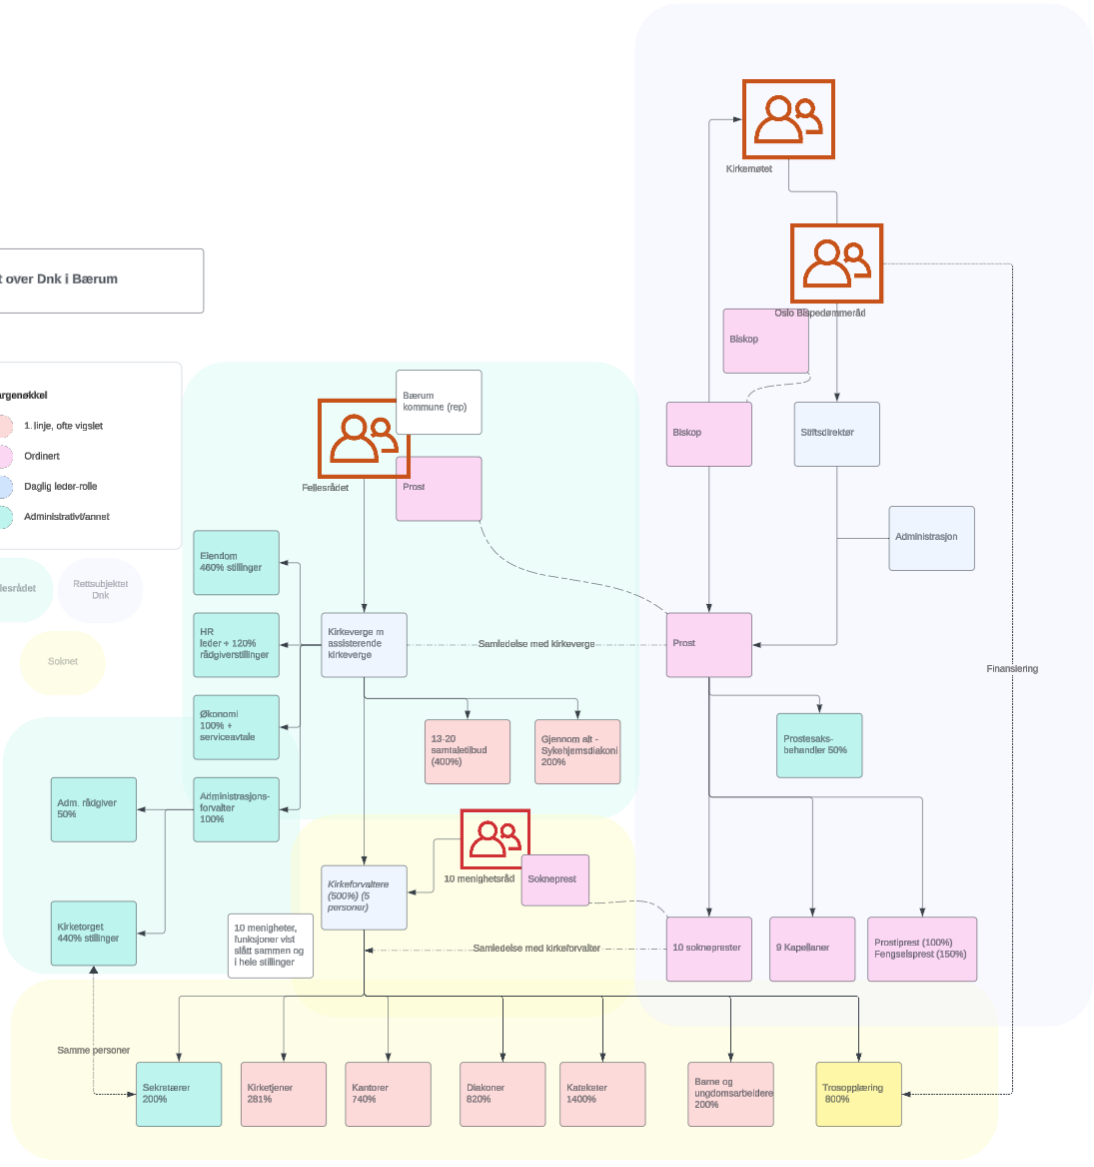 Kirkemøtet
t over Dnk i Bærum
Oslo Bispedømmeråd
Biskop
argenøkkel
1. linje, ofte vigslet
Ordinert
Daglig leder-rolle
Administrativt/annet
Bærum
kommune (rep)
Fellesrådet
Prost
Biskop
Stiftsdirektør
Administrasjon
lesrådet
Rettsubjektet
Dnk
Soknet
Eiendom
460% stillinger
HR
leder + 120%
rådgiverstillinger
Kirkeverge m
assisterende
kirkeverge
Samledelse med kirkeverge
Prost
Finansiering
Økonomi
100% +
serviceavtale
13-20
samtaletilbud
(400%)
Gjennom alt -
Sykehjemsdiakoni
200%
Prostesaks-
behandler 50%
Adm. rådgiver
50%
Administrasjons-
forvalter
100%
10 menighetsråd
Sokneprest
Kirkeforvaltere
(500%) (5
personer)
Kirketorget
440% stillinger
10 menigheter,
funksjoner vist
slått sammen og
i hele stillinger
Samledelse med kirkeforvalter
10 sokneprester
9 Kapellaner
Prostiprest (100%)
Fengselsprest (150%)
Samme personer
Sekretærer
200%
Kirketjener
281%
Kantorer
740%
Diakoner
820%
Kateketer
1400%
Barne og
ungdomsarbeidere
200%
Trosopplæring
800%